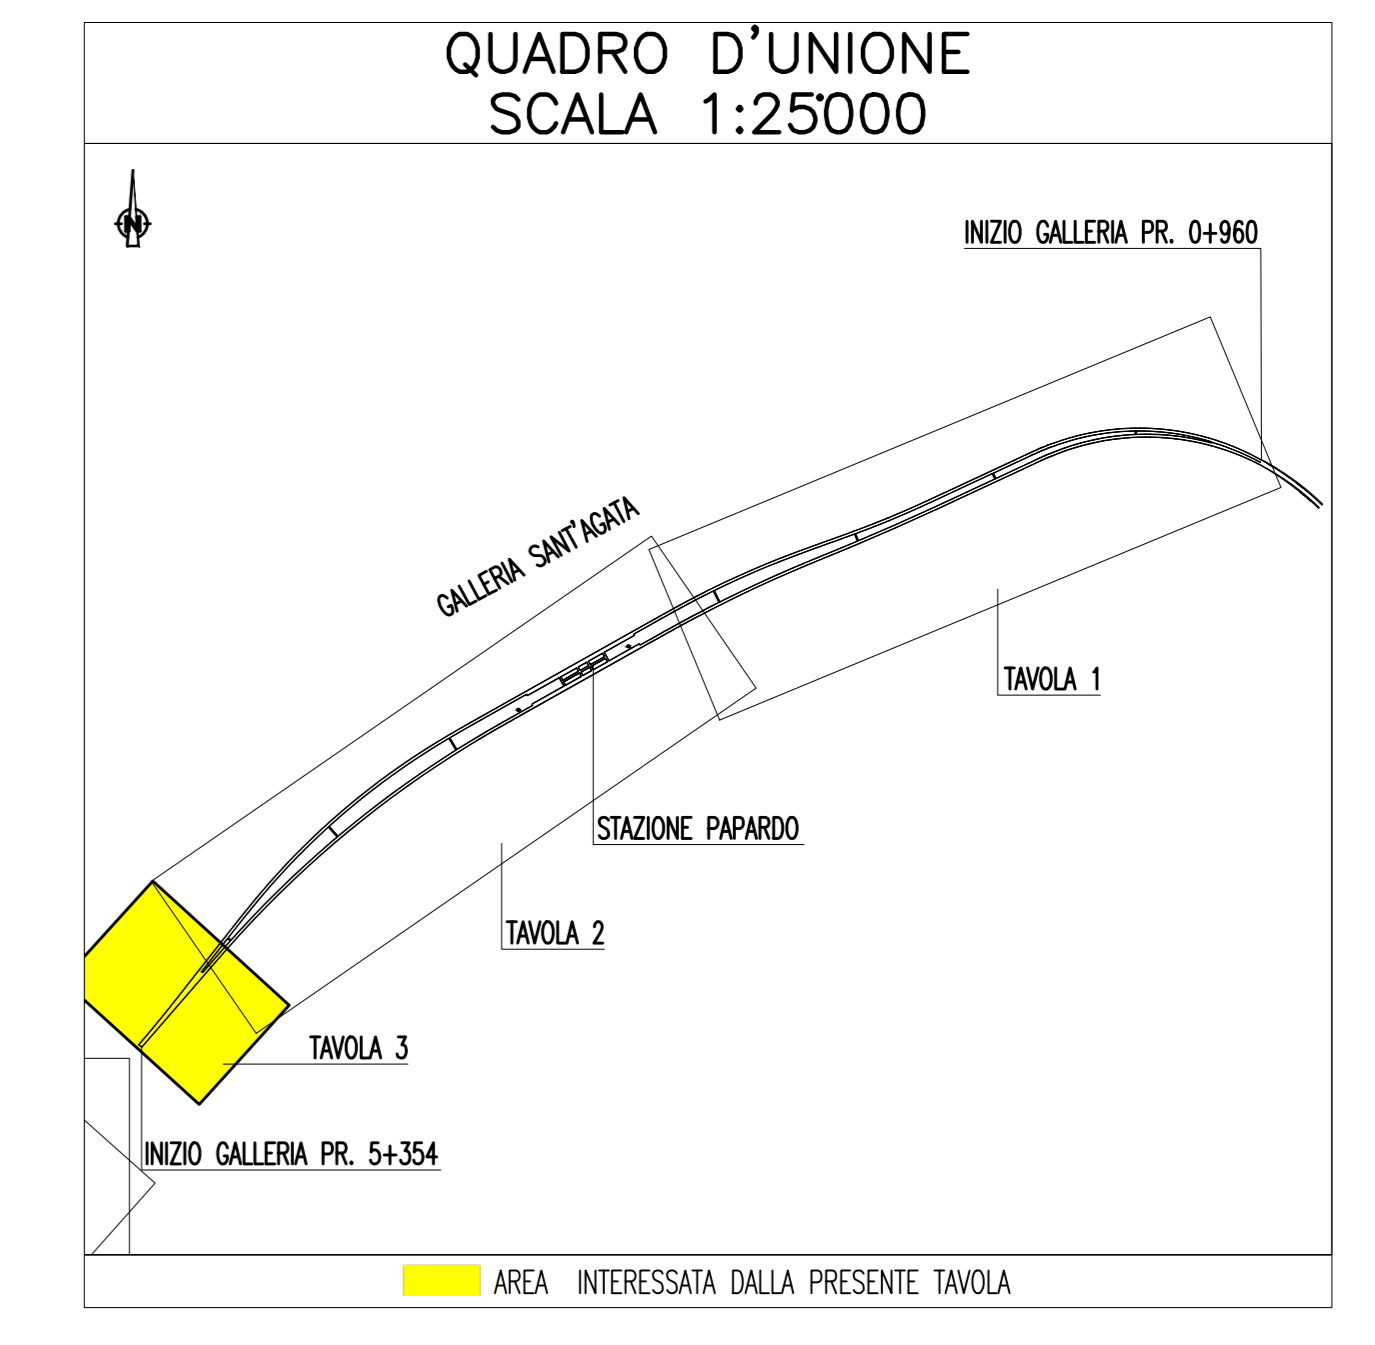 QUADRO D'UNIONE
SCALA 1:25'000
N
INIZIO GALLERIA PR. 0+960
GALLERIA SANT'AGATA
TAVOLA 1
STAZIONE PAPARDO
TAVOLA 2
TAVOLA 3
INIZIO GALLERIA PR. 5+354
AREA INTERESSATA DALLA PRESENTE TAVOLA